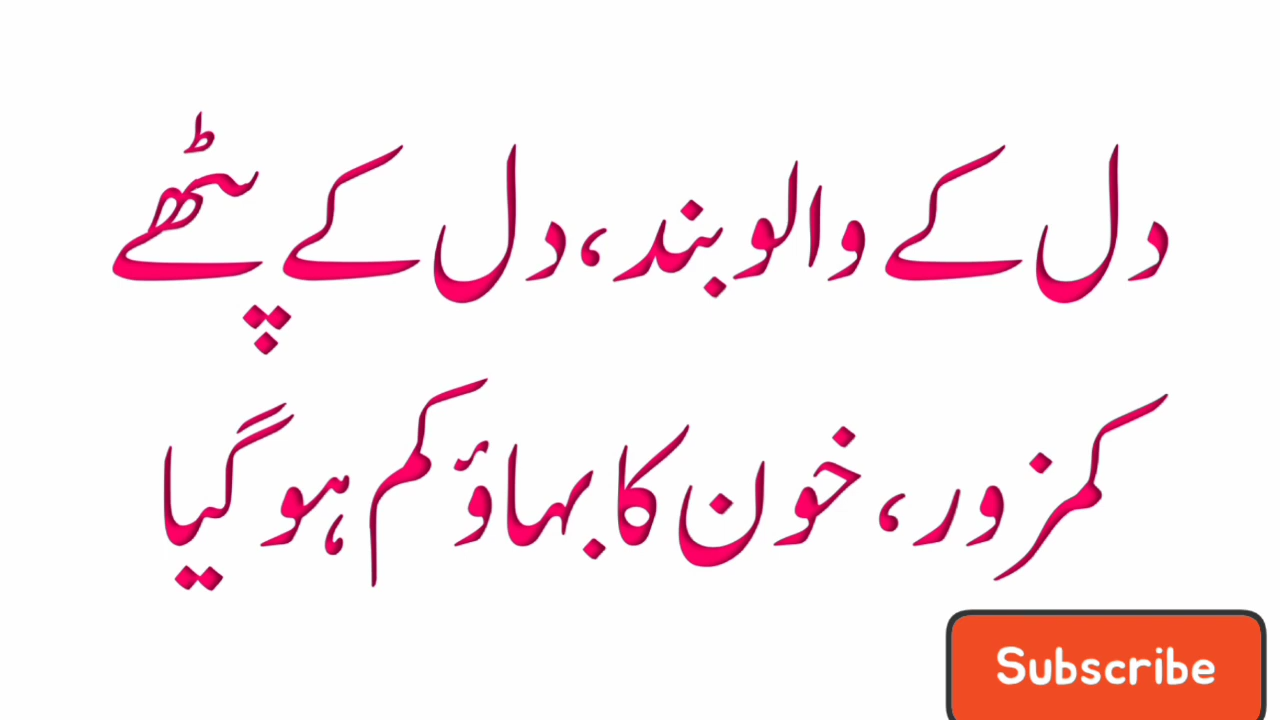 دل کے والو بند، دل کے پٹھے
کمزور، خون کا بہاؤ کم ہو گیا
Subscribe